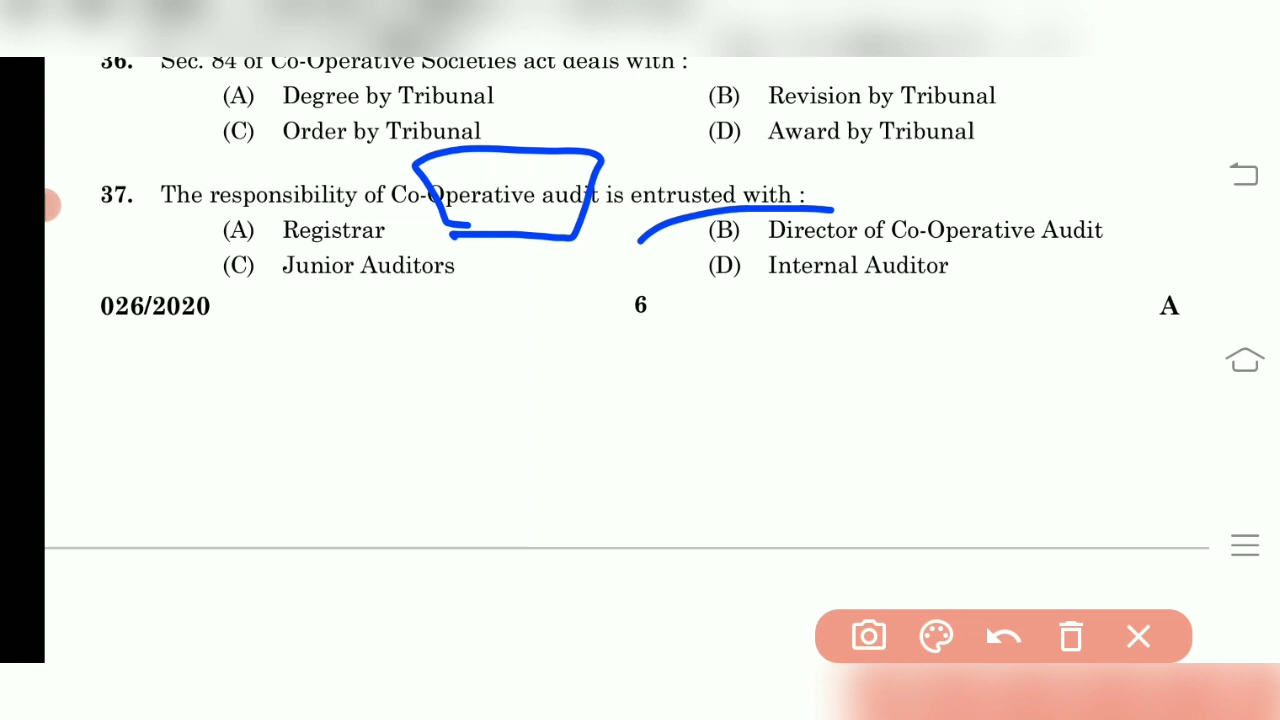 36. Sec. 84 of Co-Operative Societies act deals with :
(A) Degree by Tribunal (B) Revision by Tribunal
(C) Order by Tribunal (D) Award by Tribunal
37. The responsibility of Co-Operative audit is entrusted with :
(A) Registrar (B) Director of Co-Operative Audit
(C) Junior Auditors (D) Internal Auditor
026/2020 6 A